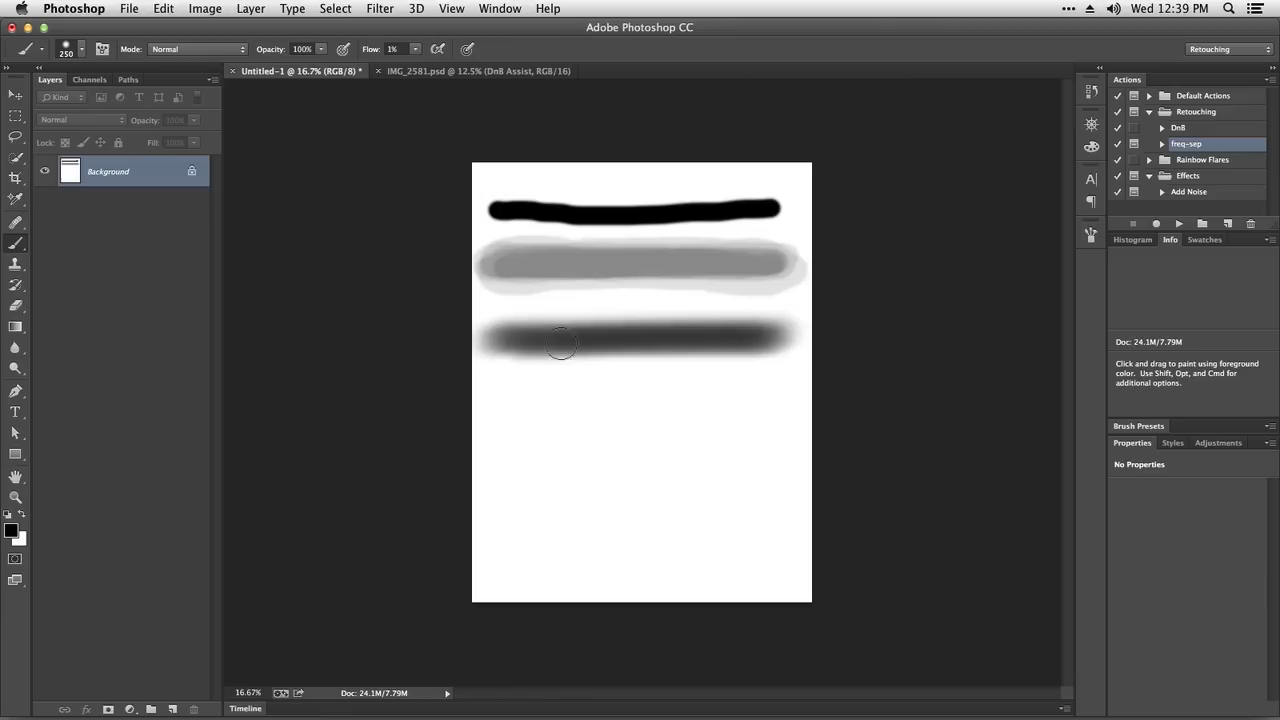 Photoshop File Edit Image Layer Type Select Filter 3D View Window Help Wed 12:39 PM
Adobe Photoshop CC
250 Mode: Normal Opacity: 100% Flow: 1% Retouching
Layers Channels Paths
Untitled-1 @ 16.7% (RGB/8) * IMG_2581.psd @ 12.5% (DnB Assist, RGB/16)
Actions
Kind
Default Actions
Retouching
Normal Opacity: 100%
DnB
Lock: Fill: 100%
freq-sep
Rainbow Flares
Background
Effects
Add Noise
Histogram Info Swatches
Doc: 24.1M/7.79M
Click and drag to paint using foreground
color. Use Shift, Opt, and Cmd for
additional options.
Brush Presets
Properties Styles Adjustments
No Properties
16.67% Doc: 24.1M/7.79M
Timeline